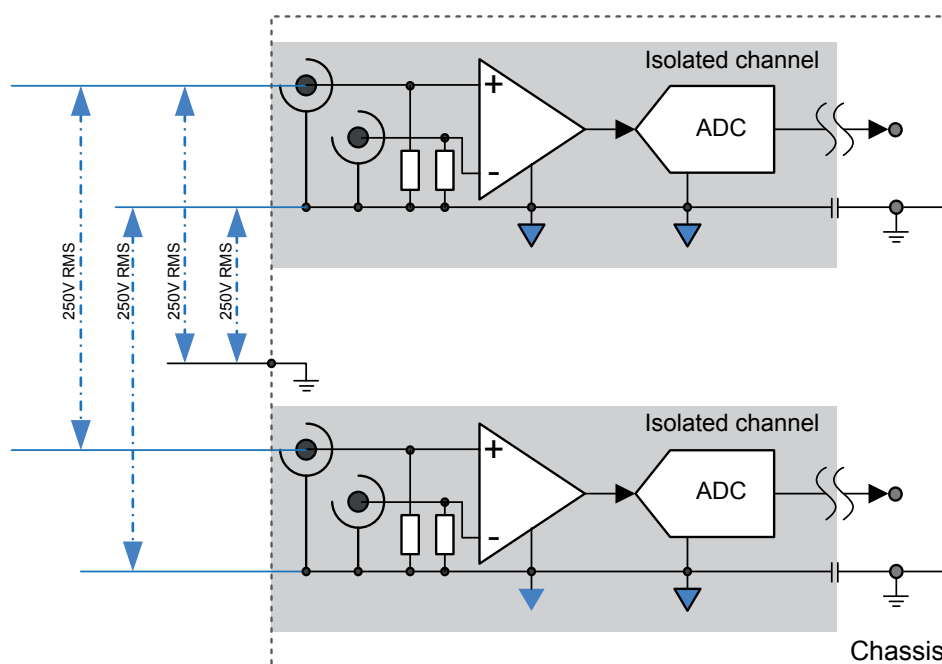 Isolated channel
+
-
ADC
250V RMS
250V RMS
250V RMS
250V RMS
Isolated channel
+
-
ADC
Chassis